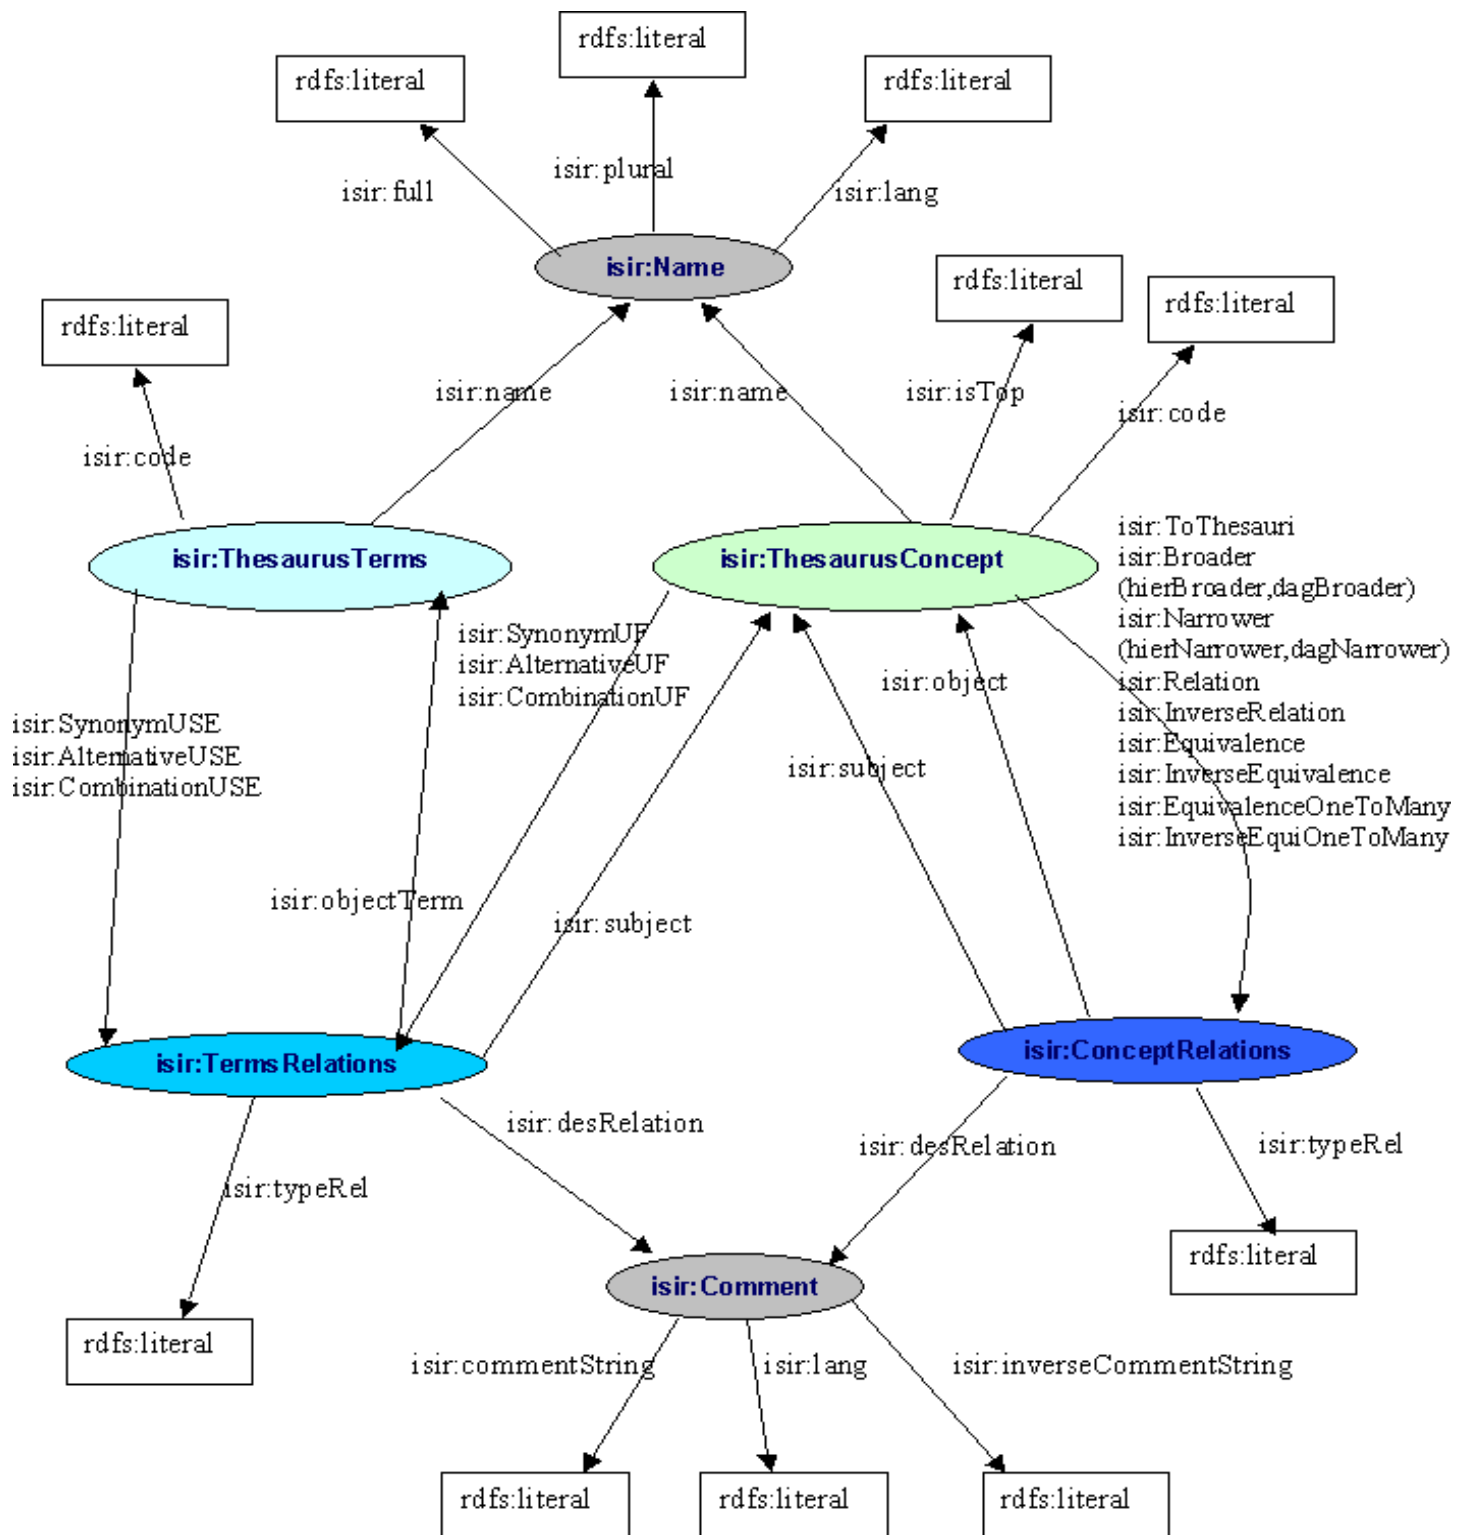 rdfs:literal
rdfs:literal
rdfs:literal
isir:plural
isir:full
isir:lang
isir:Name
rdfs:literal
rdfs:literal
rdfs:literal
isir:name
isir:name
isir:isTop
isir:code
isir:code
isir:ThesaurusTerms
isir:ThesaurusConcept
isir:ToThesauri
isir:Broader
(hierBroader,dagBroader)
isir:Narrower
(hierNarrower,dagNarrower)
isir:Relation
isir:InverseRelation
isir:Equivalence
isir:InverseEquivalence
isir:EquivalenceOneToMany
isir:InverseEquiOneToMany
isir:SynonymUF
isir:AlternativeUF
isir:CombinationUF
isir:object
isir:SynonymUSE
isir:AlternativeUSE
isir:CombinationUSE
isir:subject
isir:objectTerm
isir:subject
isir:TermsRelations
isir:ConceptRelations
isir:desRelation
isir:desRelation
isir:typeRel
isir:typeRel
rdfs:literal
isir:Comment
rdfs:literal
isir:commentString
isir:lang
isir:inverseCommentString
rdfs:literal
rdfs:literal
rdfs:literal